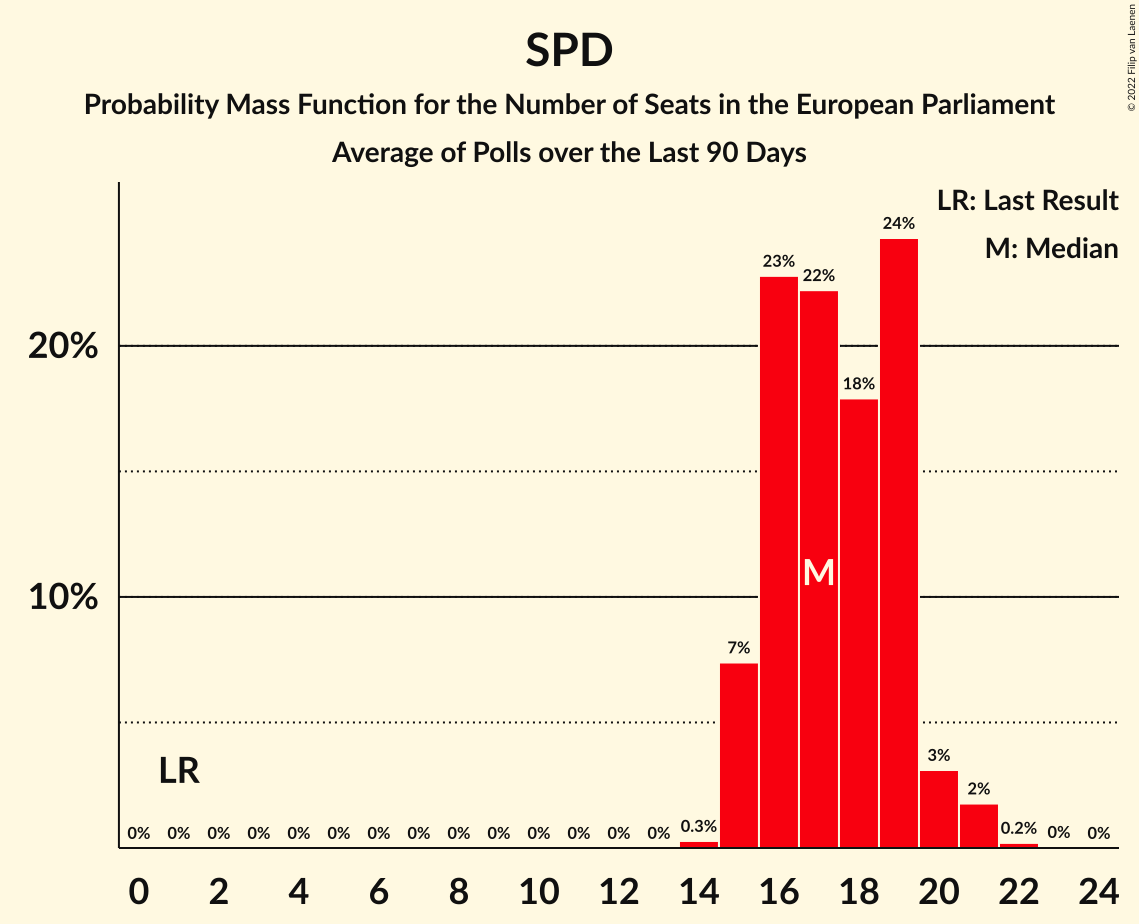 SPD
Probability Mass Function for the Number of Seats in the European Parliament
Average of Polls over the Last 90 Days
© 2022 Filip van Laenen
LR: Last Result
M: Median
24%
23%
22%
20%
18%
M
10%
7%
LR
3%
2%
0% 0% 0% 0% 0% 0% 0% 0% 0% 0% 0% 0% 0% 0% 0.3% 0.2% 0% 0%
0 2 4 6 8 10 12 14 16 18 20 22 24